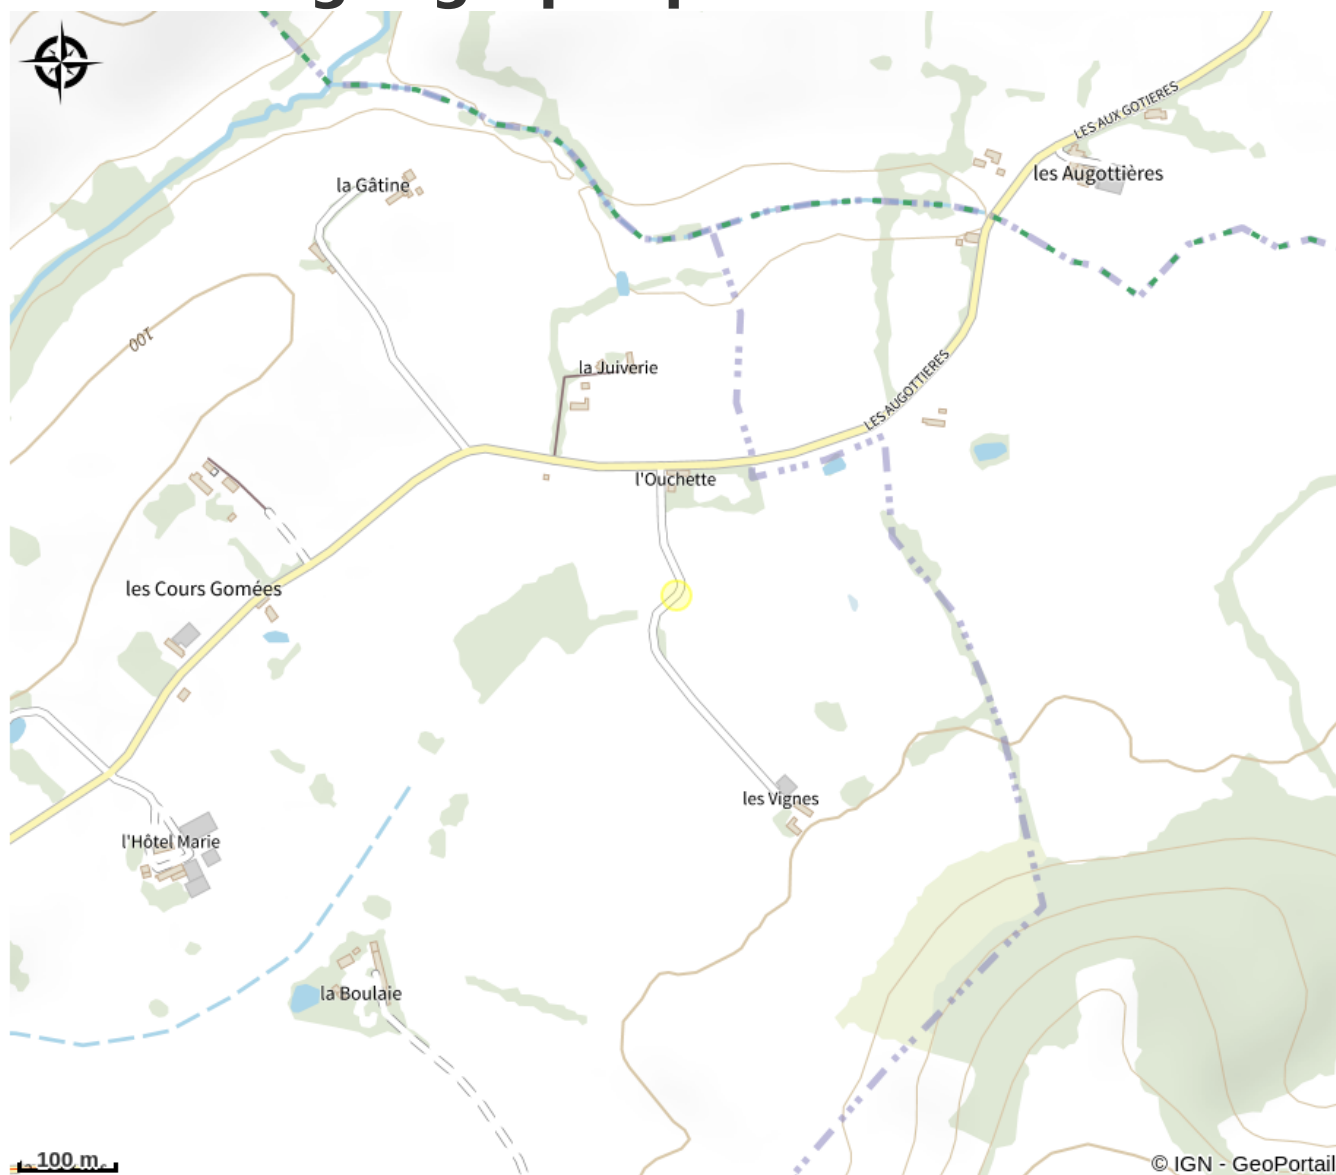 LES AUX GOTIERES
les Augottières
la Gâtine
100
la Juiverie
LES AUGOTTIERES
l'Ouchette
les Cours Gomées
les Vignes
l'Hôtel Marie
la Boulaie
100 m
© IGN - GeoPortail